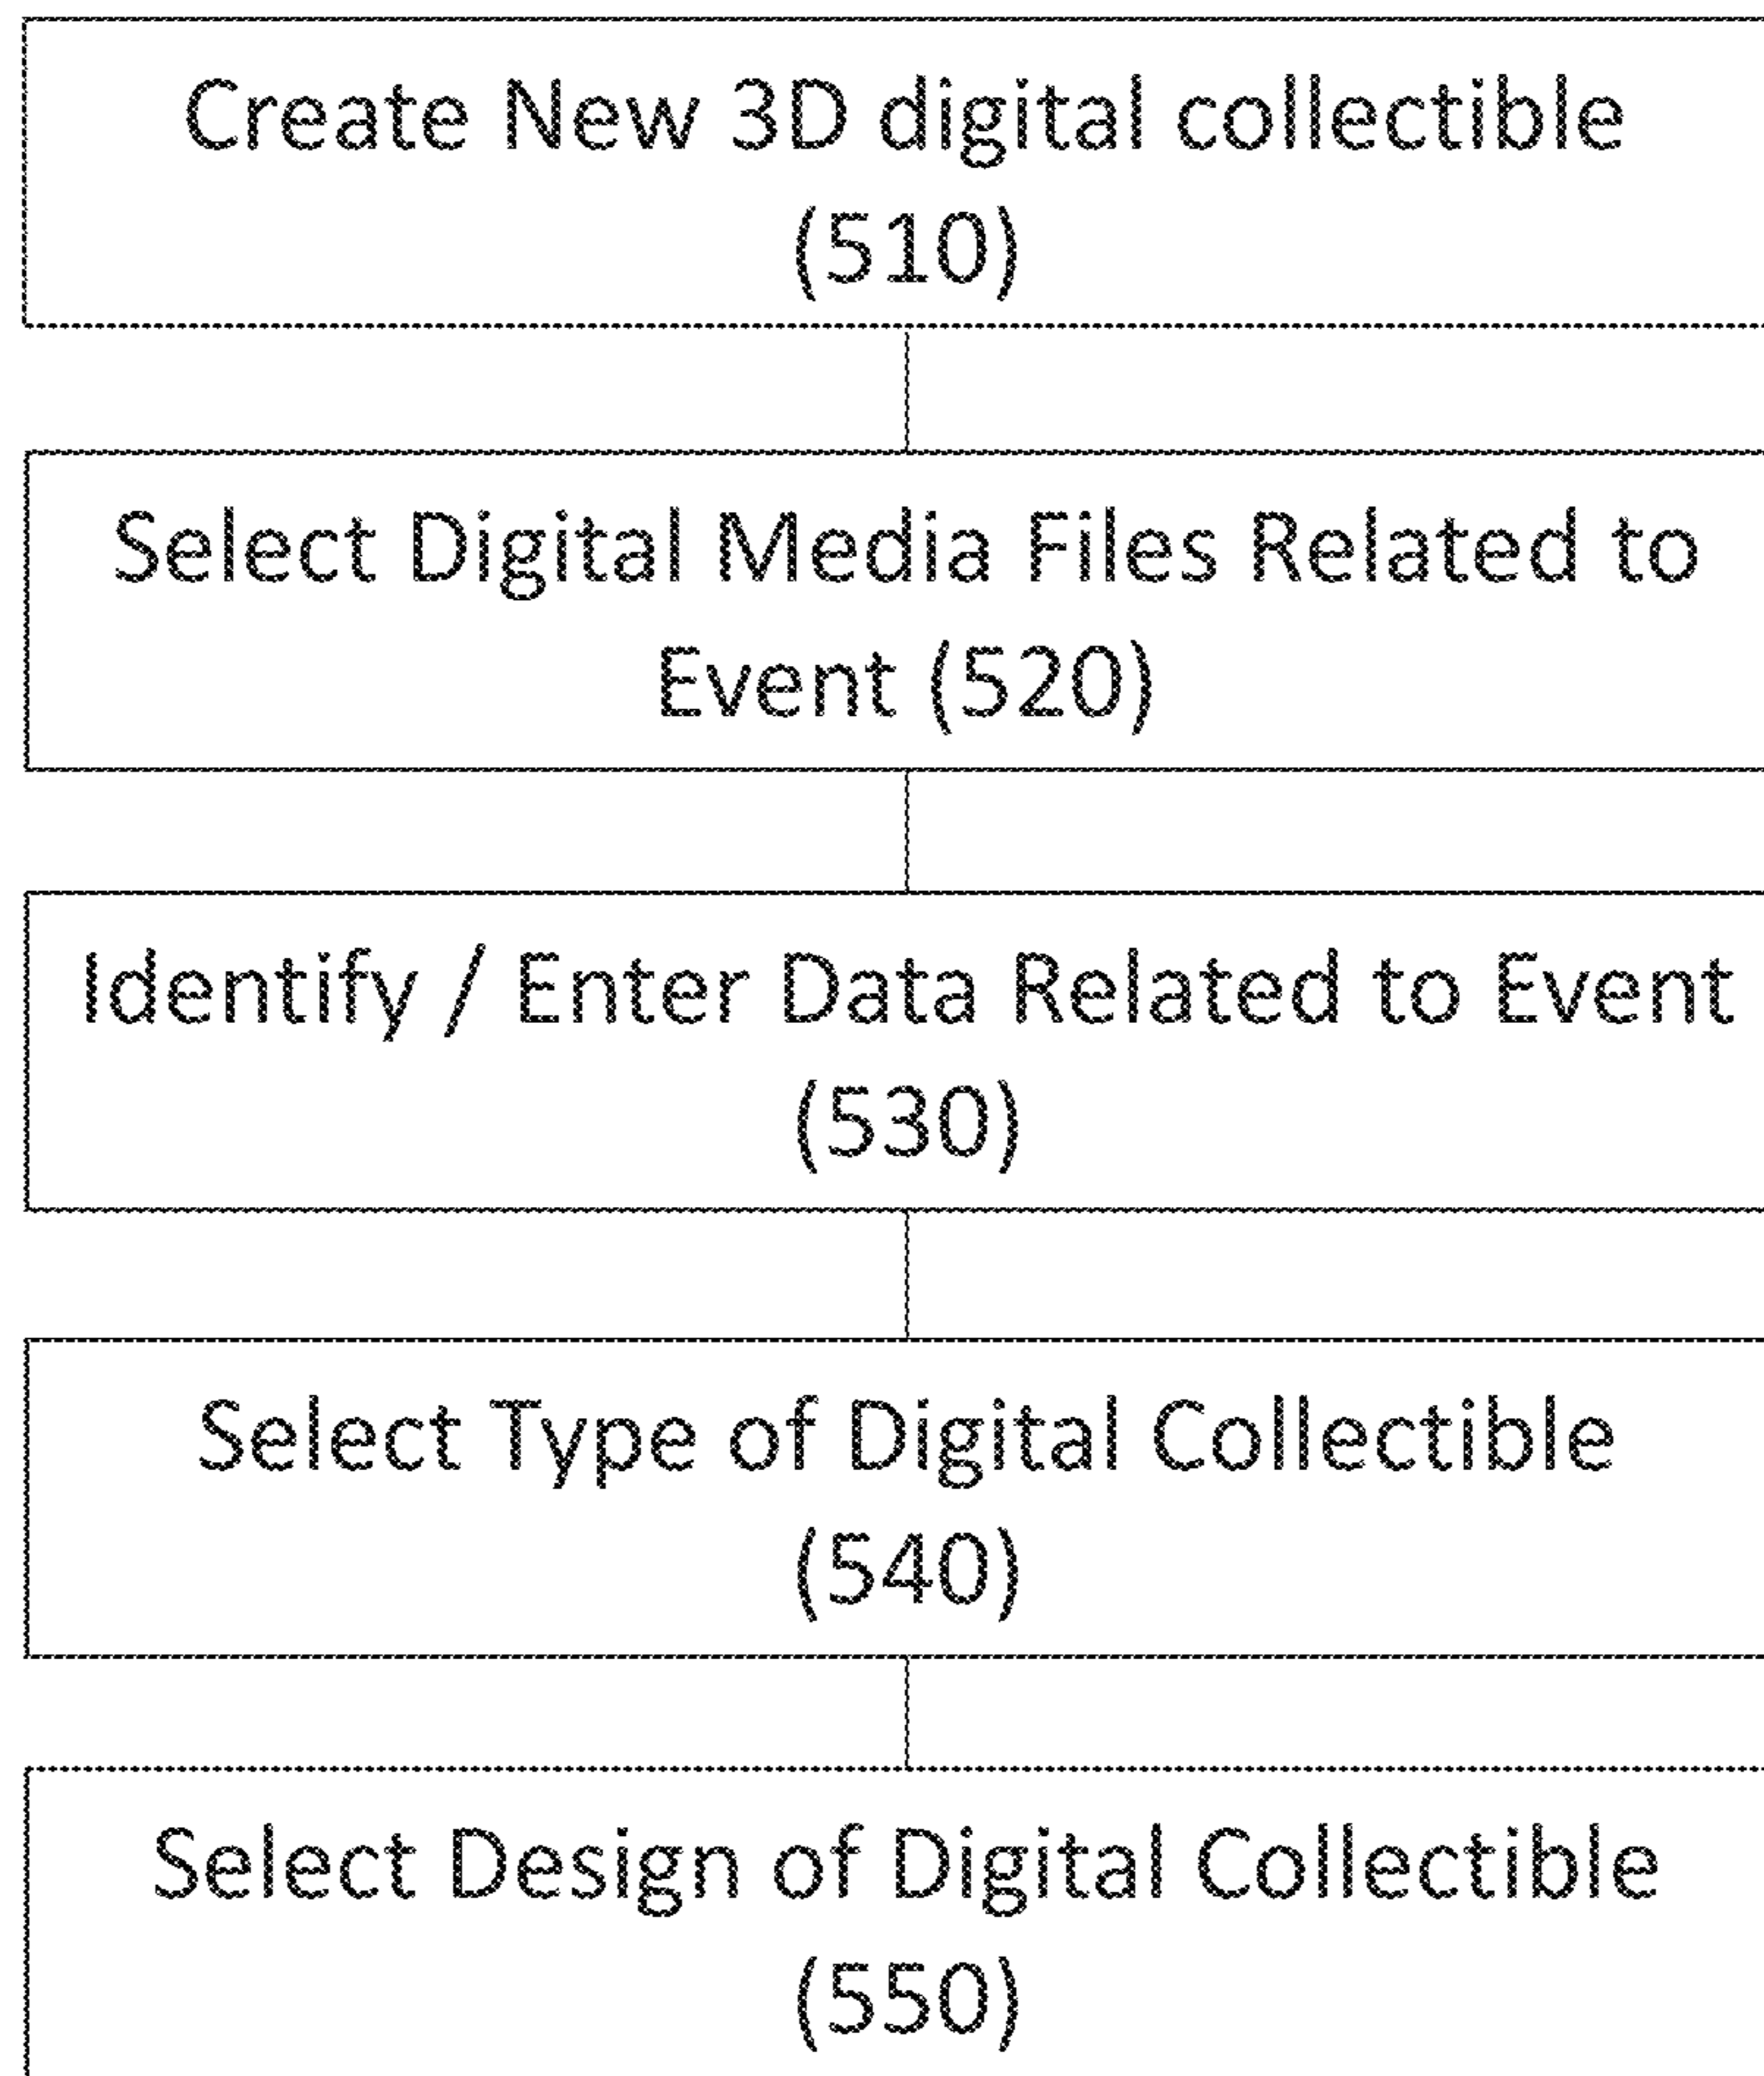 Create New 3D digital collectible
(510)
Select Digital Media Files Related to
Event (520)
Identify / Enter Data Related to Event
(530)
Select Type of Digital Collectible
(540)
Select Design of Digital Collectible
(550)